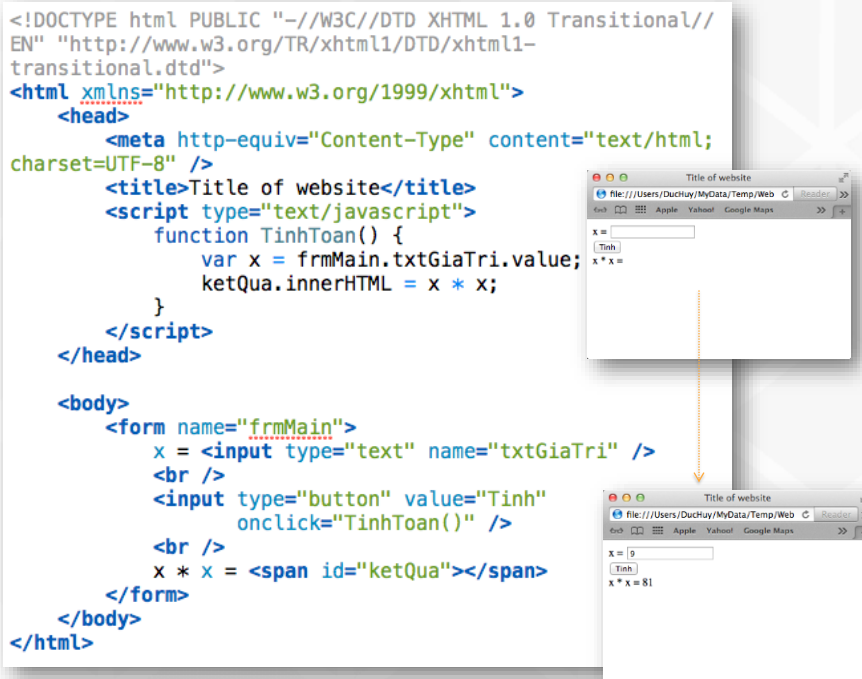 <!DOCTYPE html PUBLIC "-//W3C//DTD XHTML 1.0 Transitional//
EN" "http://www.w3.org/TR/xhtml1/DTD/xhtml1-
transitional.dtd">
<html xmlns="http://www.w3.org/1999/xhtml">
    <head>
        <meta http-equiv="Content-Type" content="text/html;
charset=UTF-8" />
        <title>Title of website</title>
        <script type="text/javascript">
            function TinhToan() {
                var x = frmMain.txtGiaTri.value;
                ketQua.innerHTML = x * x;
            }
        </script>
    </head>

    <body>
        <form name="frmMain">
            x = <input type="text" name="txtGiaTri" />
            <br />
            <input type="button" value="Tinh"
                   onclick="TinhToan()" />
            <br />
            x * x = <span id="ketQua"></span>
        </form>
    </body>
</html>
Title of website
file:///Users/DucHuy/MyData/Temp/Web Reader
Apple Yahoo! Google Maps
x =
Tinh
x * x =
Title of website
file:///Users/DucHuy/MyData/Temp/Web Reader
Apple Yahoo! Google Maps
x = 9
Tinh
x * x = 81